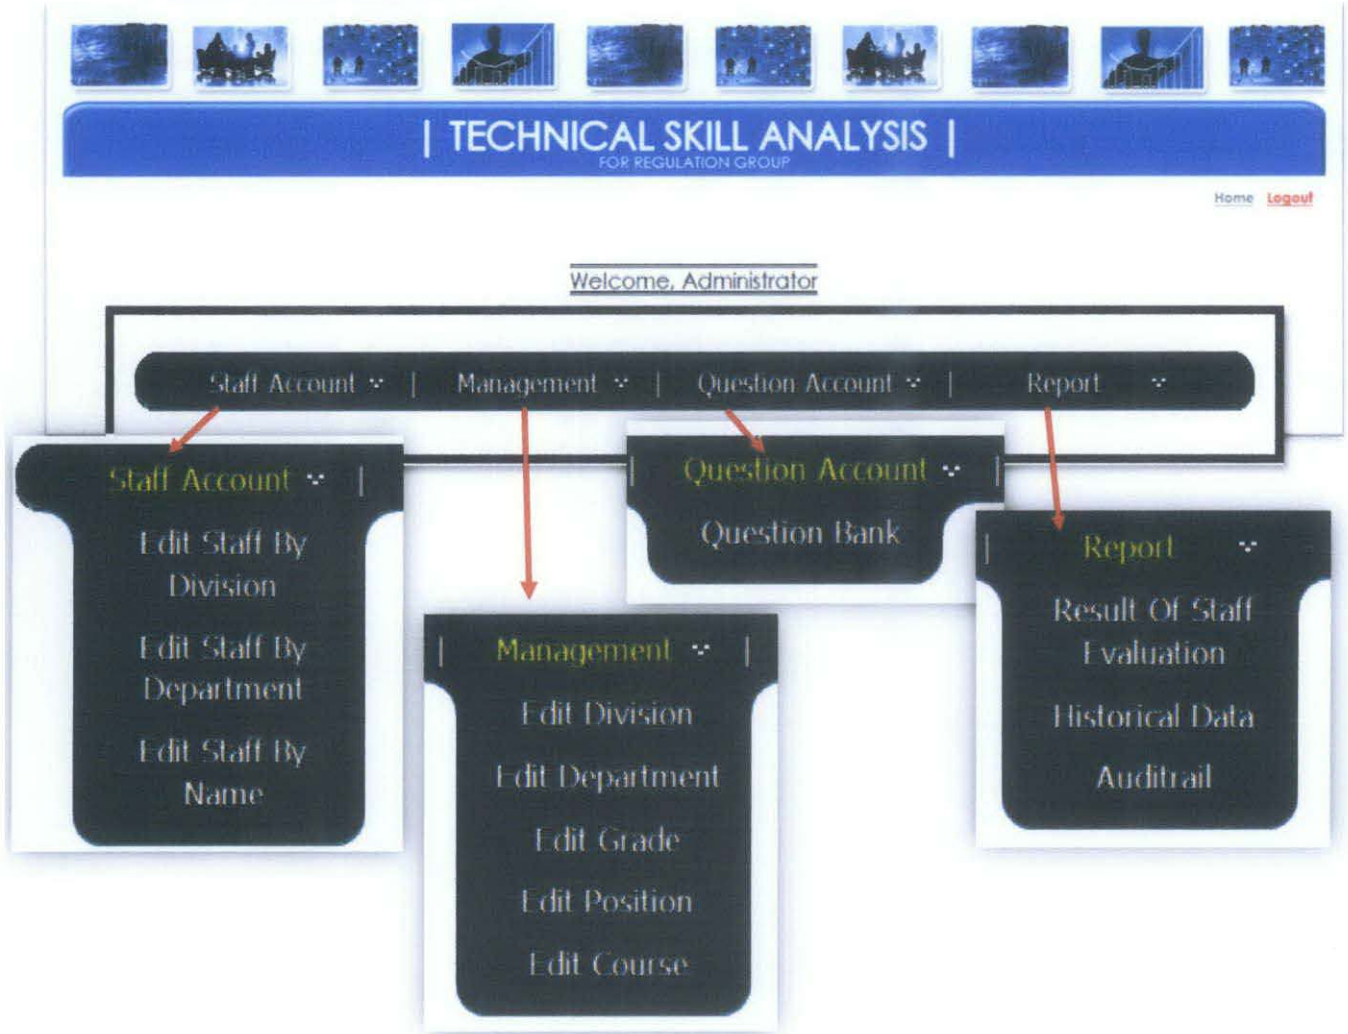 | TECHNICAL SKILL ANALYSIS |
FOR REGULATION GROUP
Home Logout
Welcome, Administrator
Staff Account | Management | Question Account | Report
Staff Account |
Edit Staff By
Division
Edit Staff By
Department
Edit Staff By
Name
| Management |
Edit Division
Edit Department
Edit Grade
Edit Position
Edit Course
| Question Account |
Question Bank
| Report
Result Of Staff
Evaluation
Historical Data
Auditrail